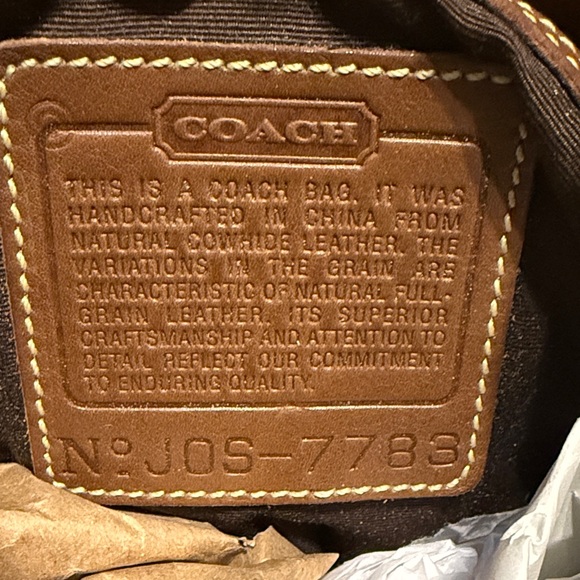 COACH
THIS IS A COACH BAG. IT WAS
HANDCRAFTED IN CHINA FROM
NATURAL COWHIDE LEATHER. THE
VARIATIONS IN THE GRAIN ARE
CHARACTERISTIC OF NATURAL FULL-
GRAIN LEATHER. ITS SUPERIOR
CRAFTSMANSHIP AND ATTENTION TO
DETAIL REFLECT OUR COMMITMENT
TO ENDURING QUALITY.
Nº JOS-7783